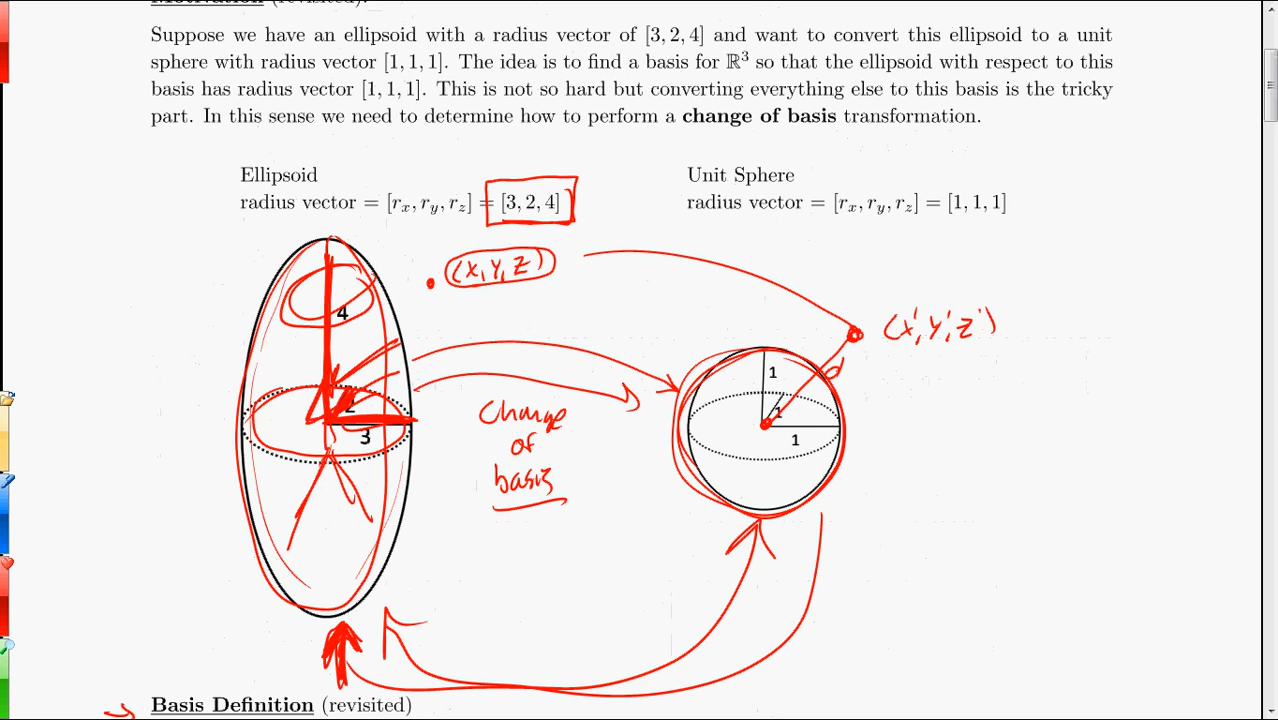 Motivation (revisited):
Suppose we have an ellipsoid with a radius vector of [3, 2, 4] and want to convert this ellipsoid to a unit
sphere with radius vector [1, 1, 1]. The idea is to find a basis for ℝ³ so that the ellipsoid with respect to this
basis has radius vector [1, 1, 1]. This is not so hard but converting everything else to this basis is the tricky
part. In this sense we need to determine how to perform a change of basis transformation.
Ellipsoid
radius vector = [rₓ, r_y, r_z] = [3, 2, 4]
Unit Sphere
radius vector = [rₓ, r_y, r_z] = [1, 1, 1]
(x, y, z)
4
2
3
change
of
basis
(x', y', z')
1
1
1
Basis Definition (revisited)